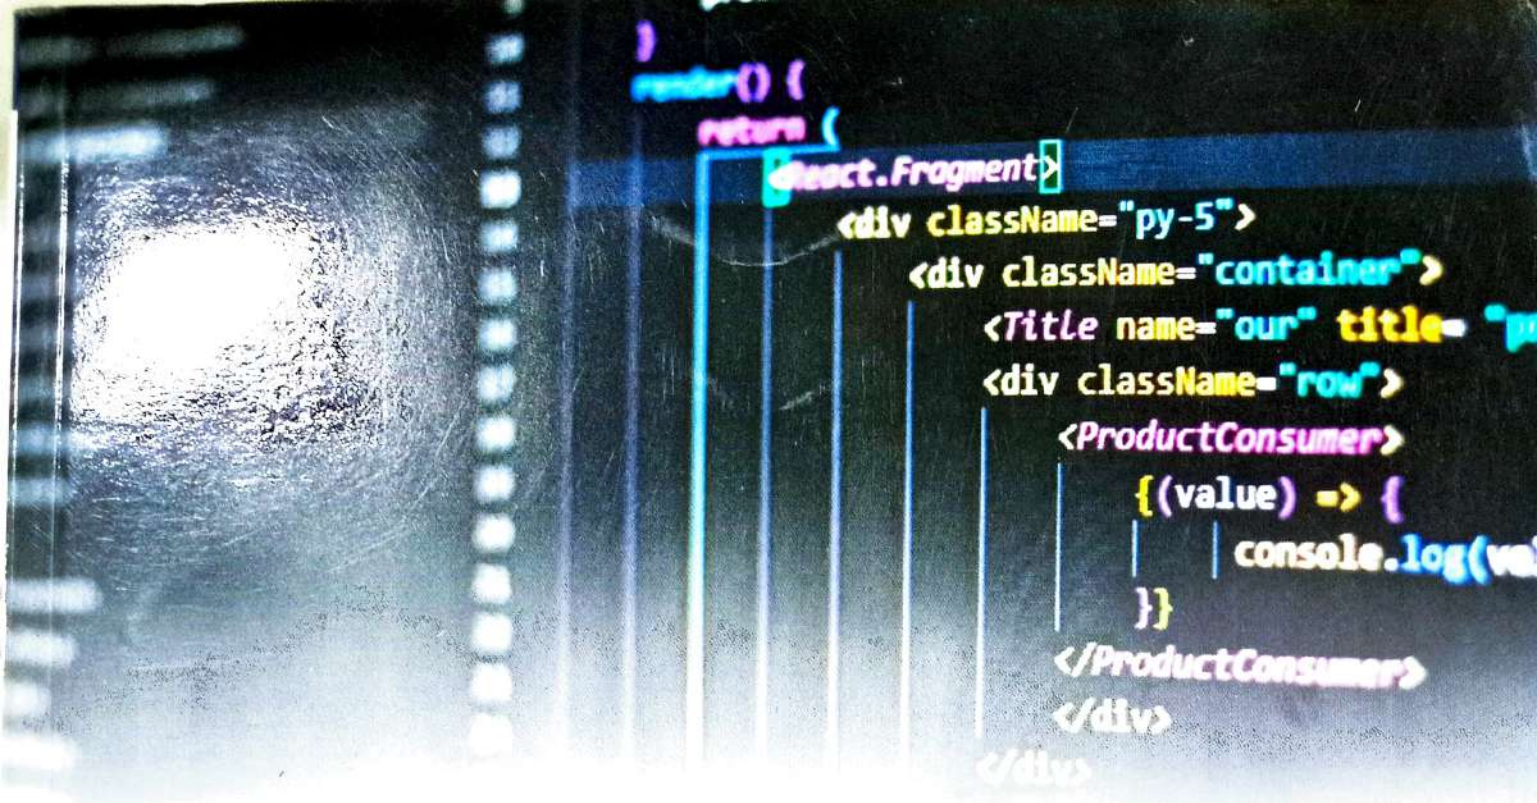 }
render() {
return (
<React.Fragment>
<div className="py-5">
<div className="container">
<Title name="our" title=
<div className="row">
<ProductConsumer>
{(value) => {
console.log(
}}
</ProductConsumer>
</div>
</div>